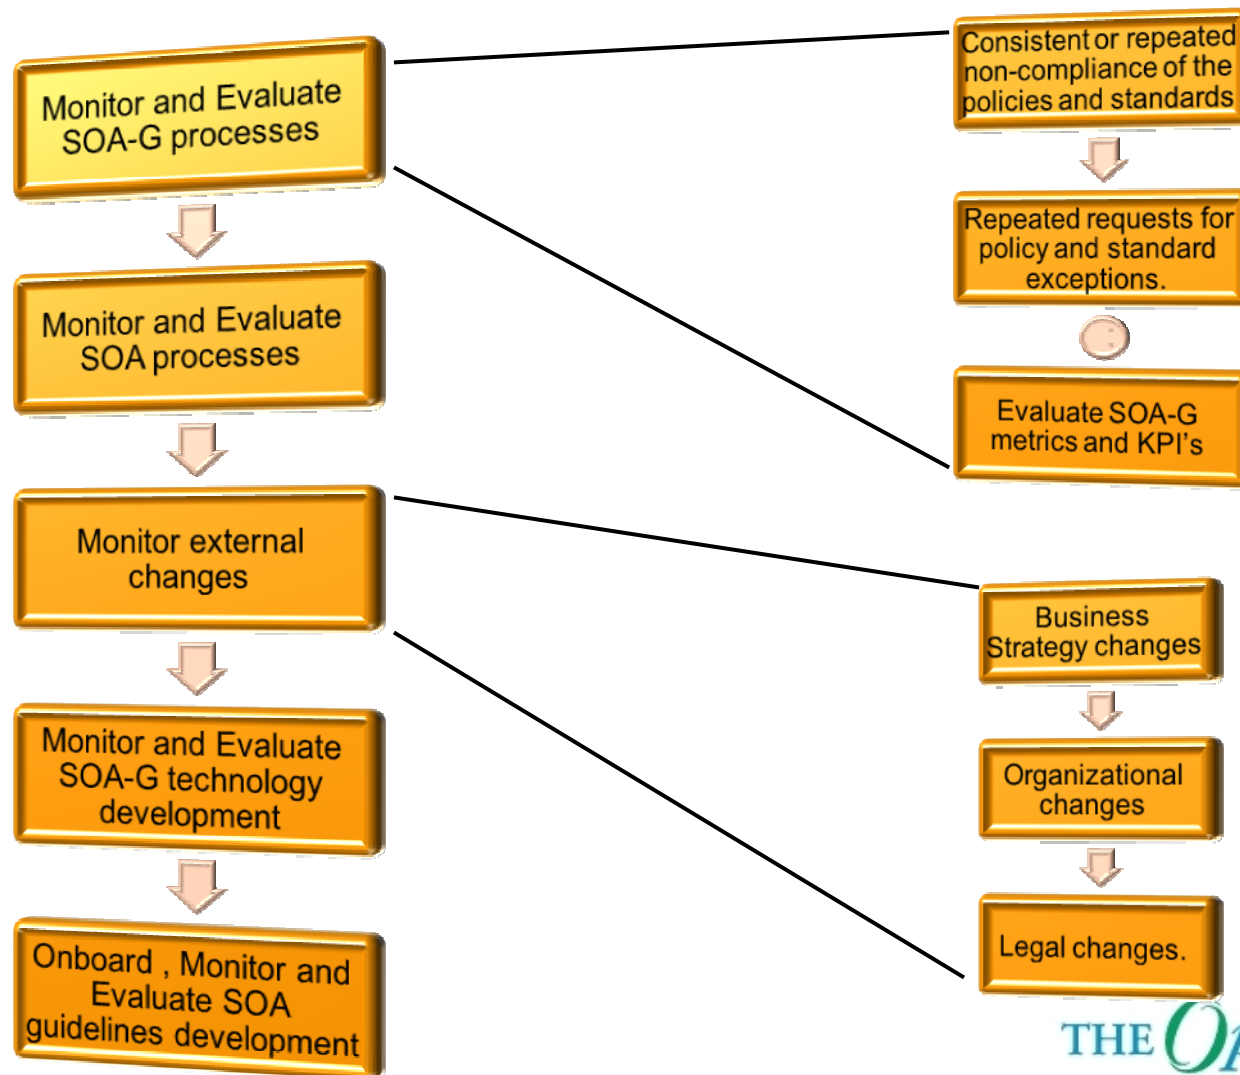 Monitor and Evaluate
SOA-G processes
Monitor and Evaluate
SOA processes
Monitor external
changes
Monitor and Evaluate
SOA-G technology
development
Onboard , Monitor and
Evaluate SOA
guidelines development
Consistent or repeated
non-compliance of the
policies and standards
Repeated requests for
policy and standard
exceptions.
Evaluate SOA-G
metrics and KPI's
Business
Strategy changes
Organizational
changes
Legal changes.
THE